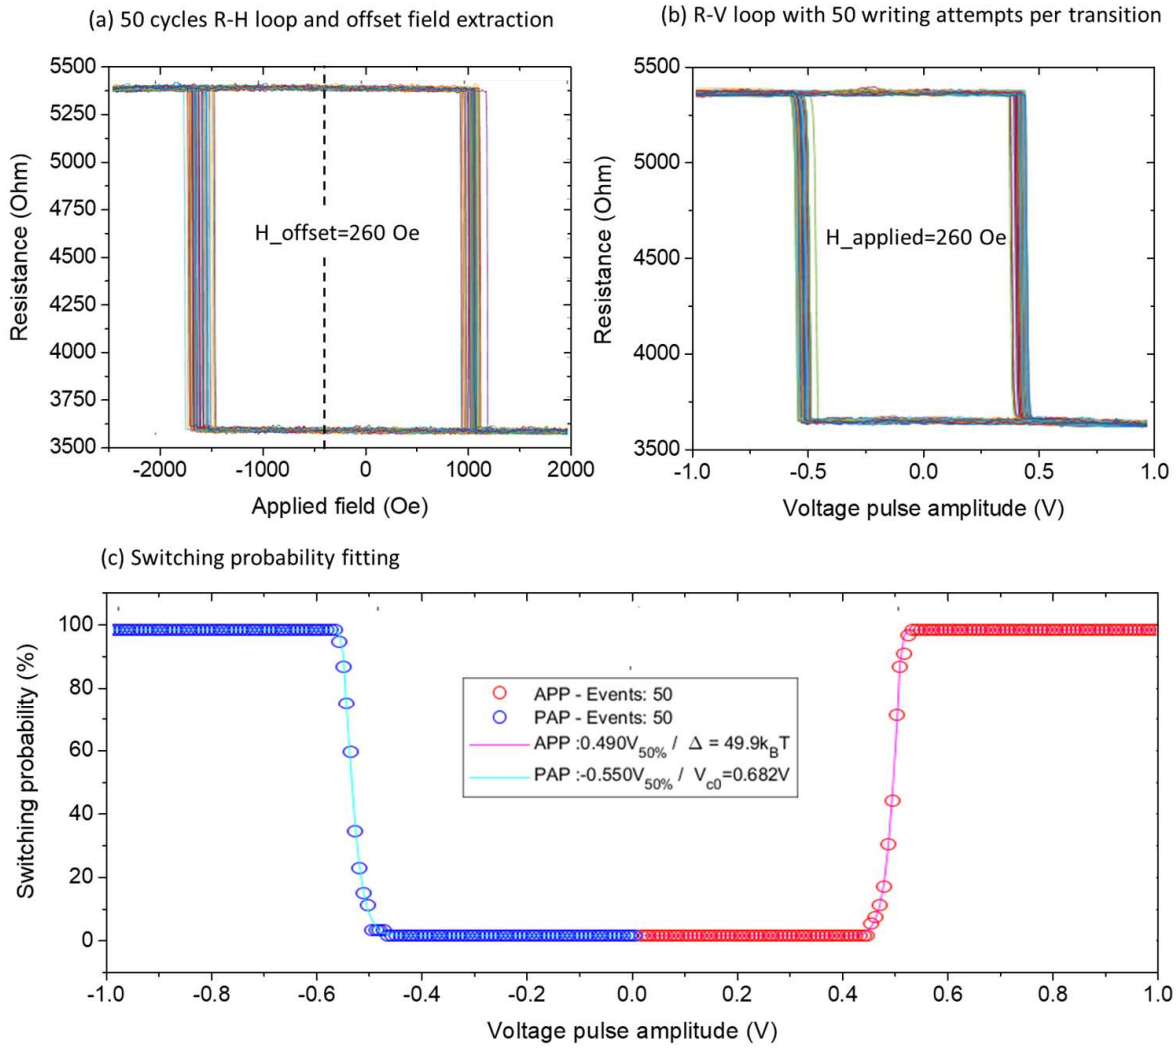 (a) 50 cycles R-H loop and offset field extraction
5500
5250
5000
4750
4500
4250
4000
3750
3500
Resistance (Ohm)
H_offset=260 Oe
-2000
-1000
0
1000
2000
Applied field (Oe)
(b) R-V loop with 50 writing attempts per transition
5500
5000
4500
4000
3500
Resistance (Ohm)
H_applied=260 Oe
-1.0
-0.5
0.0
0.5
1.0
Voltage pulse amplitude (V)
(c) Switching probability fitting
100
80
60
40
20
0
Switching probability (%)
APP - Events: 50
PAP - Events: 50
APP :0.490V50% / Δ = 49.9kBT
PAP :-0.550V50% / Vc0=0.682V
-1.0
-0.8
-0.6
-0.4
-0.2
0.0
0.2
0.4
0.6
0.8
1.0
Voltage pulse amplitude (V)